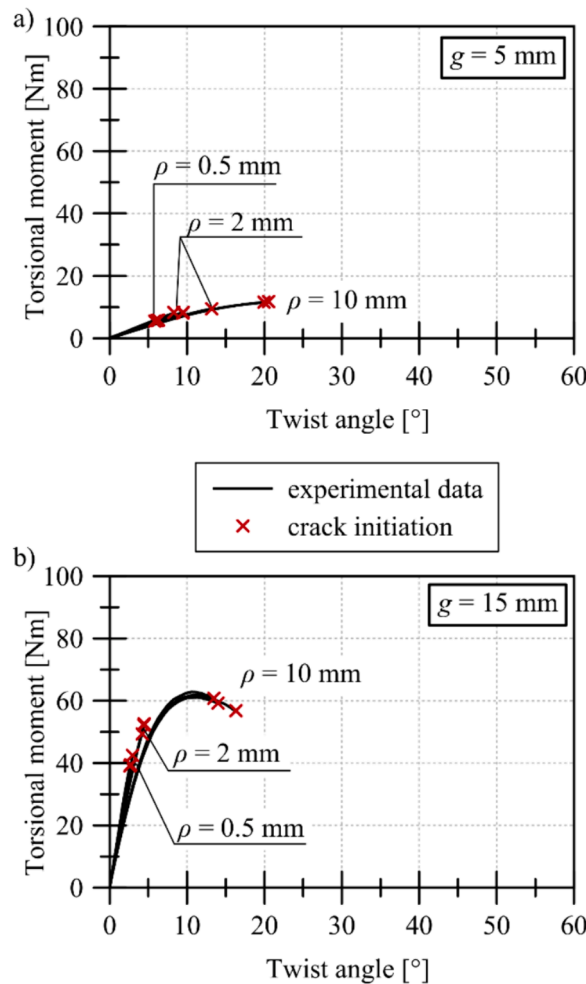 a)
100
80
60
40
20
0
Torsional moment [Nm]
g = 5 mm
ρ = 0.5 mm
ρ = 2 mm
ρ = 10 mm
0 10 20 30 40 50 60
Twist angle [°]
experimental data
crack initiation
b)
100
80
60
40
20
0
Torsional moment [Nm]
g = 15 mm
ρ = 10 mm
ρ = 2 mm
ρ = 0.5 mm
0 10 20 30 40 50 60
Twist angle [°]